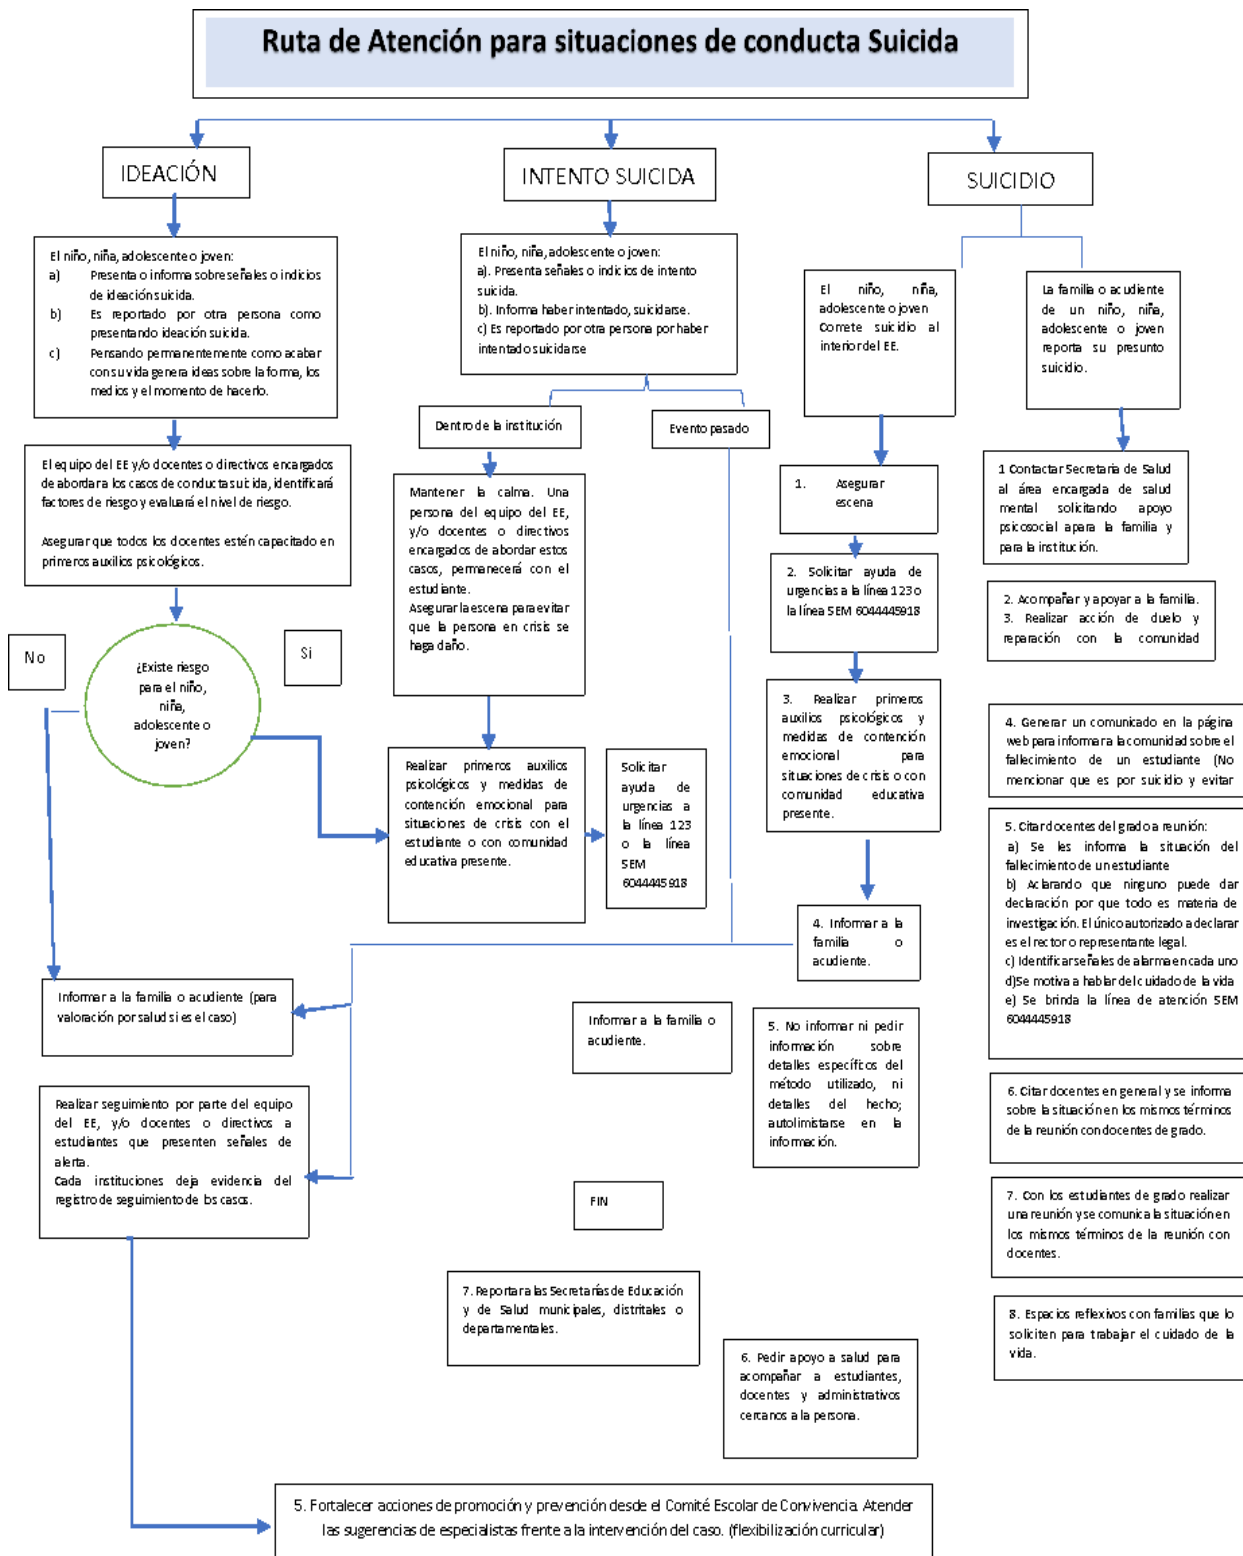 Ruta de Atención para situaciones de conducta Suicida
IDEACIÓN
INTENTO SUICIDA
SUICIDIO
El niño, niña, adolescente o joven:
a) Presenta o informa sobre señales o indicios
de ideación suicida.
b) Es reportado por otra persona como
presentando ideación suicida.
c) Pensando permanentemente como acabar
con su vida genera ideas sobre la forma, los
medios y el momento de hacerlo.
El niño, niña, adolescente o joven:
a). Presenta señales o indicios de intento
suicida.
b). Informa haber intentado, suicidarse.
c) Es reportado por otra persona por haber
intentado suicidarse
El niño, niña,
adolescente o joven
Comete suicidio al
interior del EE.
La familia o acudiente
de un niño, niña,
adolescente o joven
reporta su presunto
suicidio.
Dentro de la institución
Evento pasado
El equipo del EE y/o docentes o directivos encargados
de abordar a los casos de conducta suicida, identificará
factores de riesgo y evaluará el nivel de riesgo.
Asegurar que todos los docentes estén capacitado en
primeros auxilios psicológicos.
Mantener la calma. Una
persona del equipo del EE,
y/o docentes o directivos
encargados de abordar estos
casos, permanecerá con el
estudiante.
Asegurar la escena para evitar
que la persona en crisis se
haga daño.
1. Asegurar
escena
1 Contactar Secretaria de Salud
al área encargada de salud
mental solicitando apoyo
psicosocial apara la familia y
para la institución.
2. Solicitar ayuda de
urgencias a la línea 123 o
la línea SEM 6044445918
2. Acompañar y apoyar a la familia.
3. Realizar acción de duelo y
reparación con la comunidad
No
Si
¿Existe riesgo
para el niño,
niña,
adolescente o
joven?
3. Realizar primeros
auxilios psicológicos y
medidas de contención
emocional para
situaciones de crisis o con
comunidad educativa
presente.
4. Generar un comunicado en la página
web para informar a la comunidad sobre el
fallecimiento de un estudiante (No
mencionar que es por suicidio y evitar
Realizar primeros auxilios
psicológicos y medidas de
contención emocional para
situaciones de crisis con el
estudiante o con comunidad
educativa presente.
Solicitar
ayuda de
urgencias a
la línea 123
o la línea
SEM
6044445918
5. Citar docentes del grado a reunión:
a) Se les informa la situación del
fallecimiento de un estudiante
b) Aclarando que ninguno puede dar
declaración por que todo es materia de
investigación. El único autorizado a declarar
es el rector o representante legal.
c) Identificar señales de alarma en cada uno
d)Se motiva a hablar del cuidado de la vida
e) Se brinda la línea de atención SEM
6044445918
4. Informar a la
familia o
acudiente.
Informar a la familia o acudiente (para
valoración por salud si es el caso)
Informar a la familia o
acudiente.
5. No informar ni pedir
información sobre
detalles específicos del
método utilizado, ni
detalles del hecho;
autolimistarse en la
información.
6. Citar docentes en general y se informa
sobre la situación en los mismos términos
de la reunión con docentes de grado.
Realizar seguimiento por parte del equipo
del EE, y/o docentes o directivos a
estudiantes que presenten señales de
alerta.
Cada instituciones deja evidencia del
registro de seguimiento de los casos.
FIN
7. Con los estudiantes de grado realizar
una reunión y se comunica la situación en
los mismos términos de la reunión con
docentes.
7. Reportar a las Secretarías de Educación
y de Salud municipales, distritales o
departamentales.
8. Espacios reflexivos con familias que lo
soliciten para trabajar el cuidado de la
vida.
6. Pedir apoyo a salud para
acompañar a estudiantes,
docentes y administrativos
cercanos a la persona.
5. Fortalecer acciones de promoción y prevención desde el Comité Escolar de Convivencia. Atender
las sugerencias de especialistas frente a la intervención del caso. (flexibilización curricular)